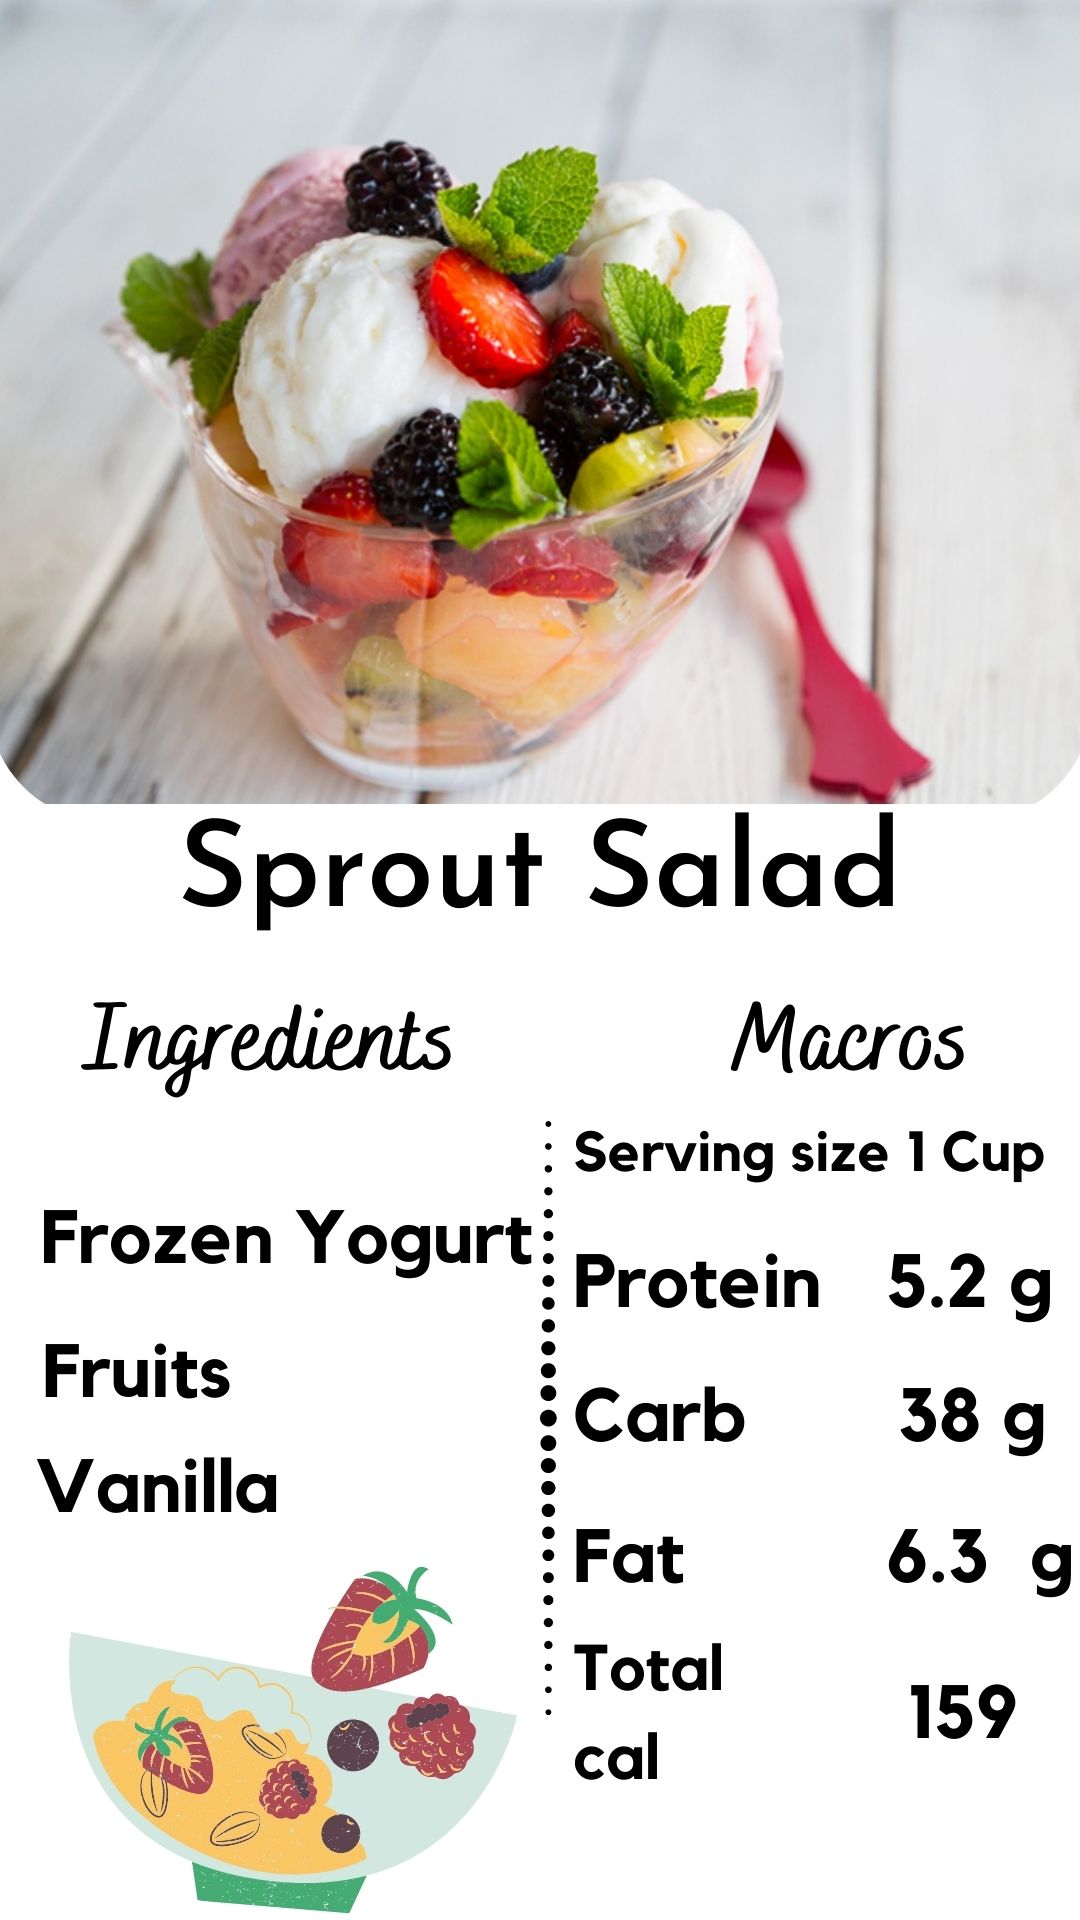 Sprout Salad
Ingredients
Frozen Yogurt
Fruits
Vanilla
Macros
Serving size 1 Cup
Protein 5.2 g
Carb 38 g
Fat 6.3 g
Total
cal
159